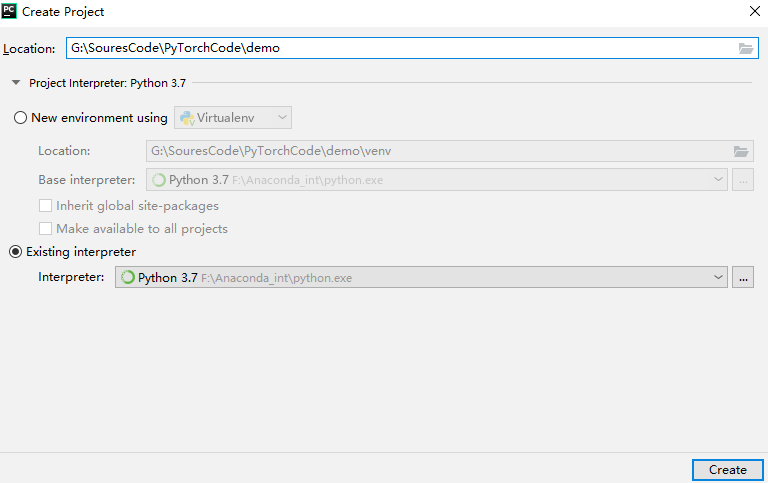 PC Create Project
Location: G:\SouresCode\PyTorchCode\demo
Project Interpreter: Python 3.7
New environment using Virtualenv
Location: G:\SouresCode\PyTorchCode\demo\venv
Base interpreter: Python 3.7 F:\Anaconda_int\python.exe ...
Inherit global site-packages
Make available to all projects
Existing interpreter
Interpreter: Python 3.7 F:\Anaconda_int\python.exe ...
Create